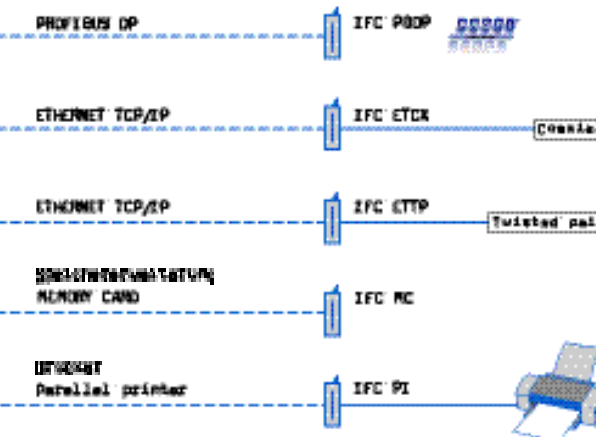 PROFIBUS DP
IFC PBDP
ETHERNET TCP/IP
IFC ETCX
ETHERNET TCP/IP
IFC ETTP
Twisted pai
MEMORY CARD
IFC MC
Parallel printer
IFC PI